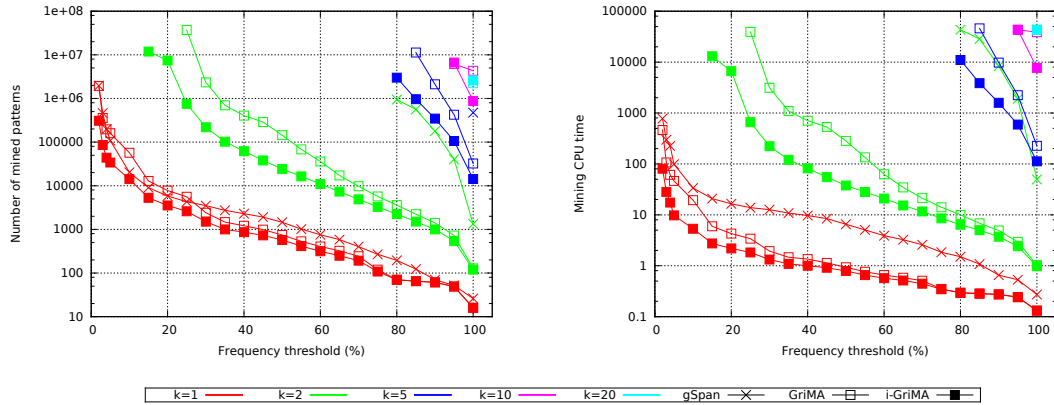 1e+08
1e+07
1e+06
100000
10000
1000
100
10
0 20 40 60 80 100
Number of mined patterns
Frequency threshold (%)
100000
10000
1000
100
10
1
0.1
0 20 40 60 80 100
Mining CPU time
Frequency threshold (%)
k=1 k=2 k=5 k=10 k=20 gSpan GriMA i-GriMA